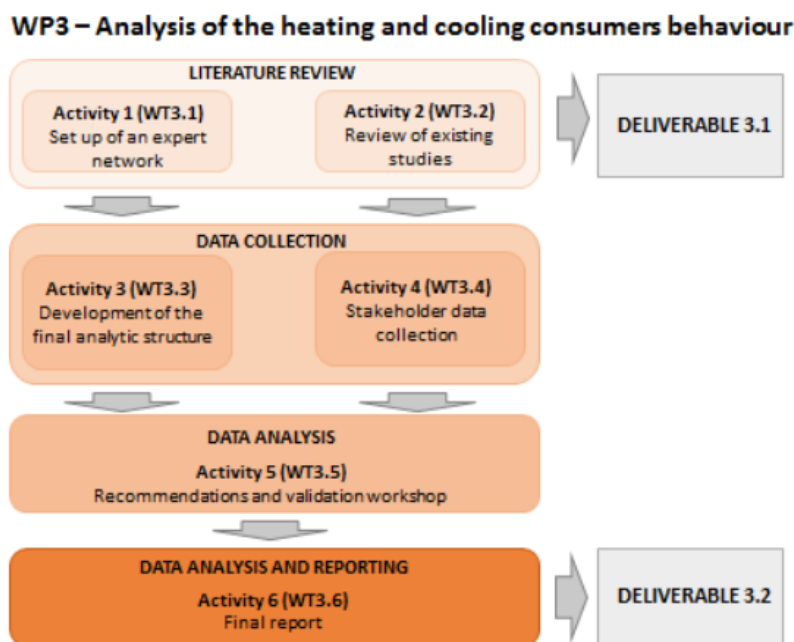 WP3 – Analysis of the heating and cooling consumers behaviour
LITERATURE REVIEW
Activity 1 (WT3.1)
Set up of an expert
network
Activity 2 (WT3.2)
Review of existing
studies
DELIVERABLE 3.1
DATA COLLECTION
Activity 3 (WT3.3)
Development of the
final analytic structure
Activity 4 (WT3.4)
Stakeholder data
collection
DATA ANALYSIS
Activity 5 (WT3.5)
Recommendations and validation workshop
DATA ANALYSIS AND REPORTING
Activity 6 (WT3.6)
Final report
DELIVERABLE 3.2